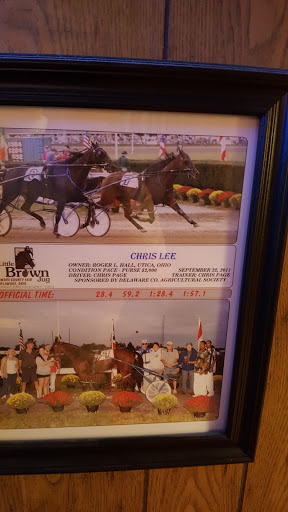 CHRIS LEE
Little
Brown
Jug
OWNER: ROGER L. HALL, UTICA, OHIO
CONDITION PACE - PURSE $2,000 SEPTEMBER 22, 2011
DRIVER: CHRIS PAGE TRAINER: CHRIS PAGE
SPONSORED BY DELAWARE CO. AGRICULTURAL SOCIETY
OFFICIAL TIME: 28.4 59.2 1:28.4 1:57.1